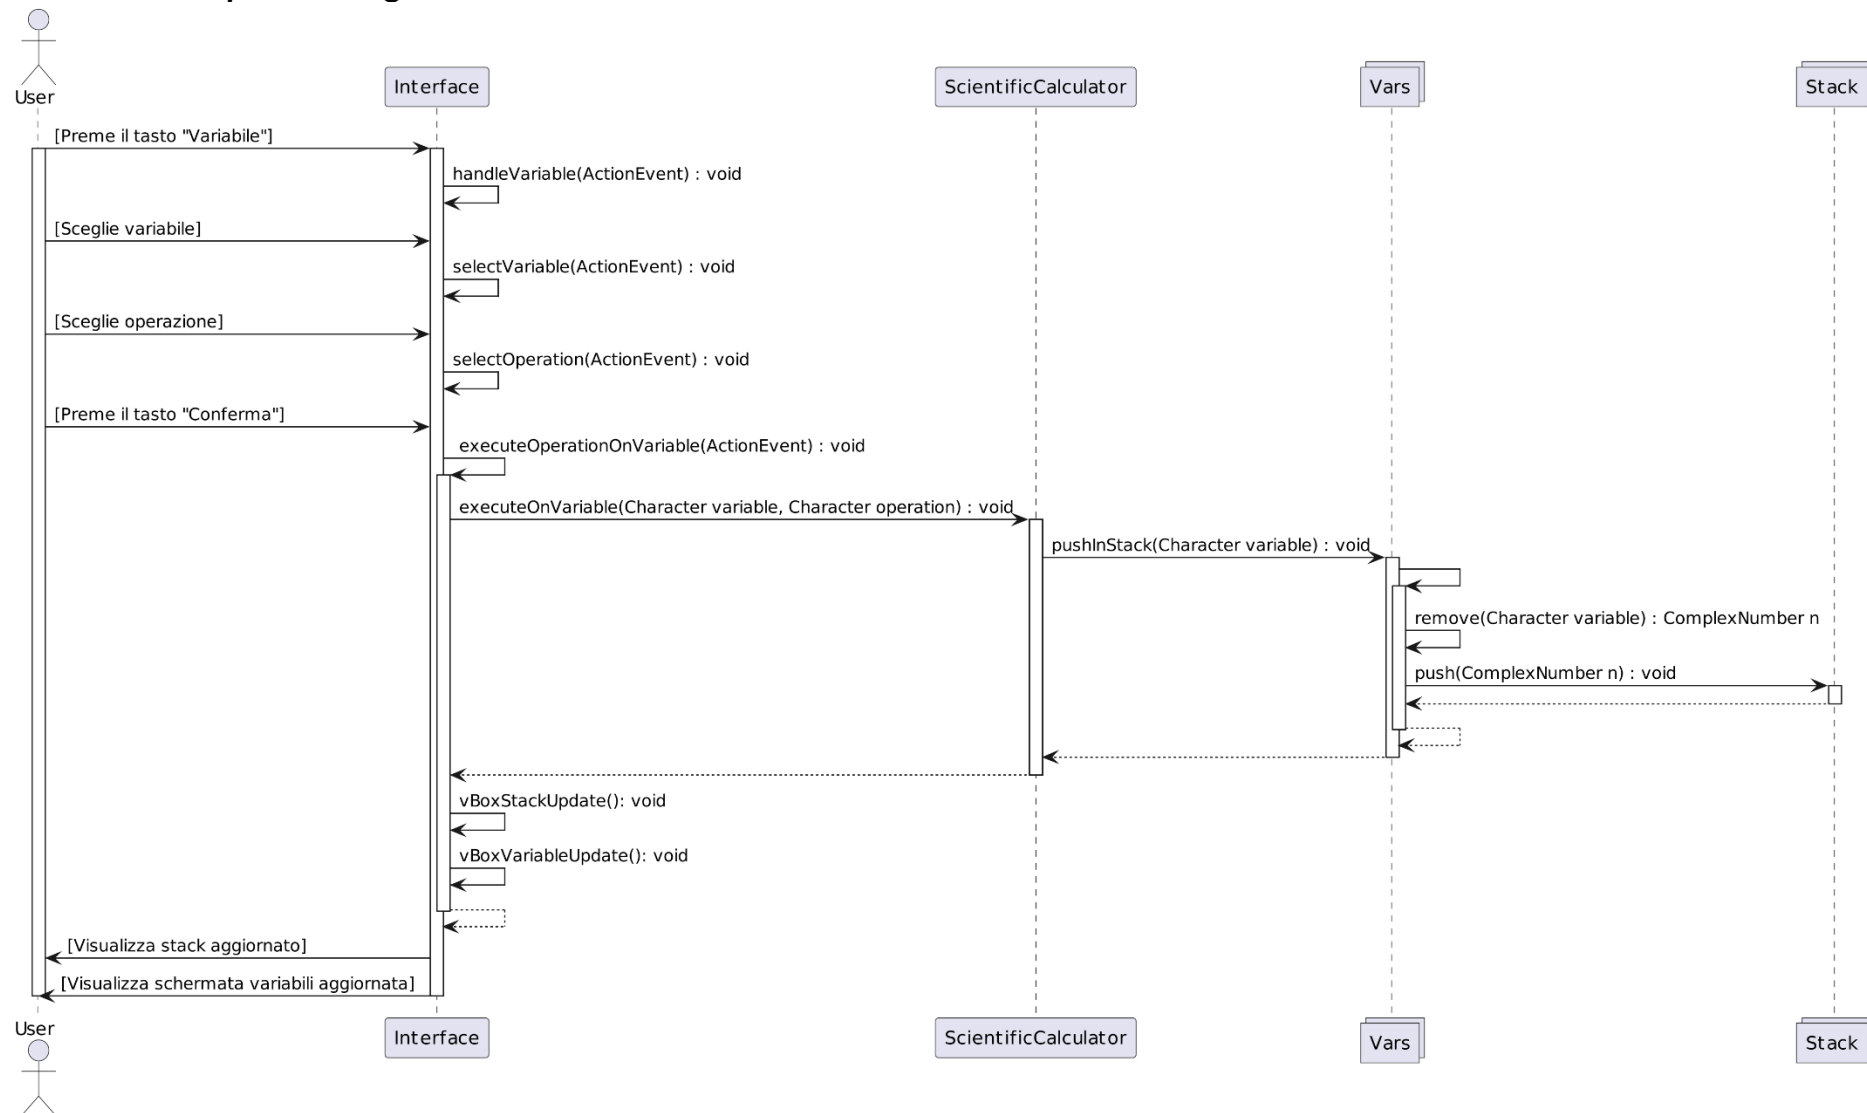 User
Interface
ScientificCalculator
Vars
Stack
[Preme il tasto "Variabile"]
handleVariable(ActionEvent) : void
[Sceglie variabile]
selectVariable(ActionEvent) : void
[Sceglie operazione]
selectOperation(ActionEvent) : void
[Preme il tasto "Conferma"]
executeOperationOnVariable(ActionEvent) : void
executeOnVariable(Character variable, Character operation) : void
pushInStack(Character variable) : void
remove(Character variable) : ComplexNumber n
push(ComplexNumber n) : void
vBoxStackUpdate(): void
vBoxVariableUpdate(): void
[Visualizza stack aggiornato]
[Visualizza schermata variabili aggiornata]
User
Interface
ScientificCalculator
Vars
Stack